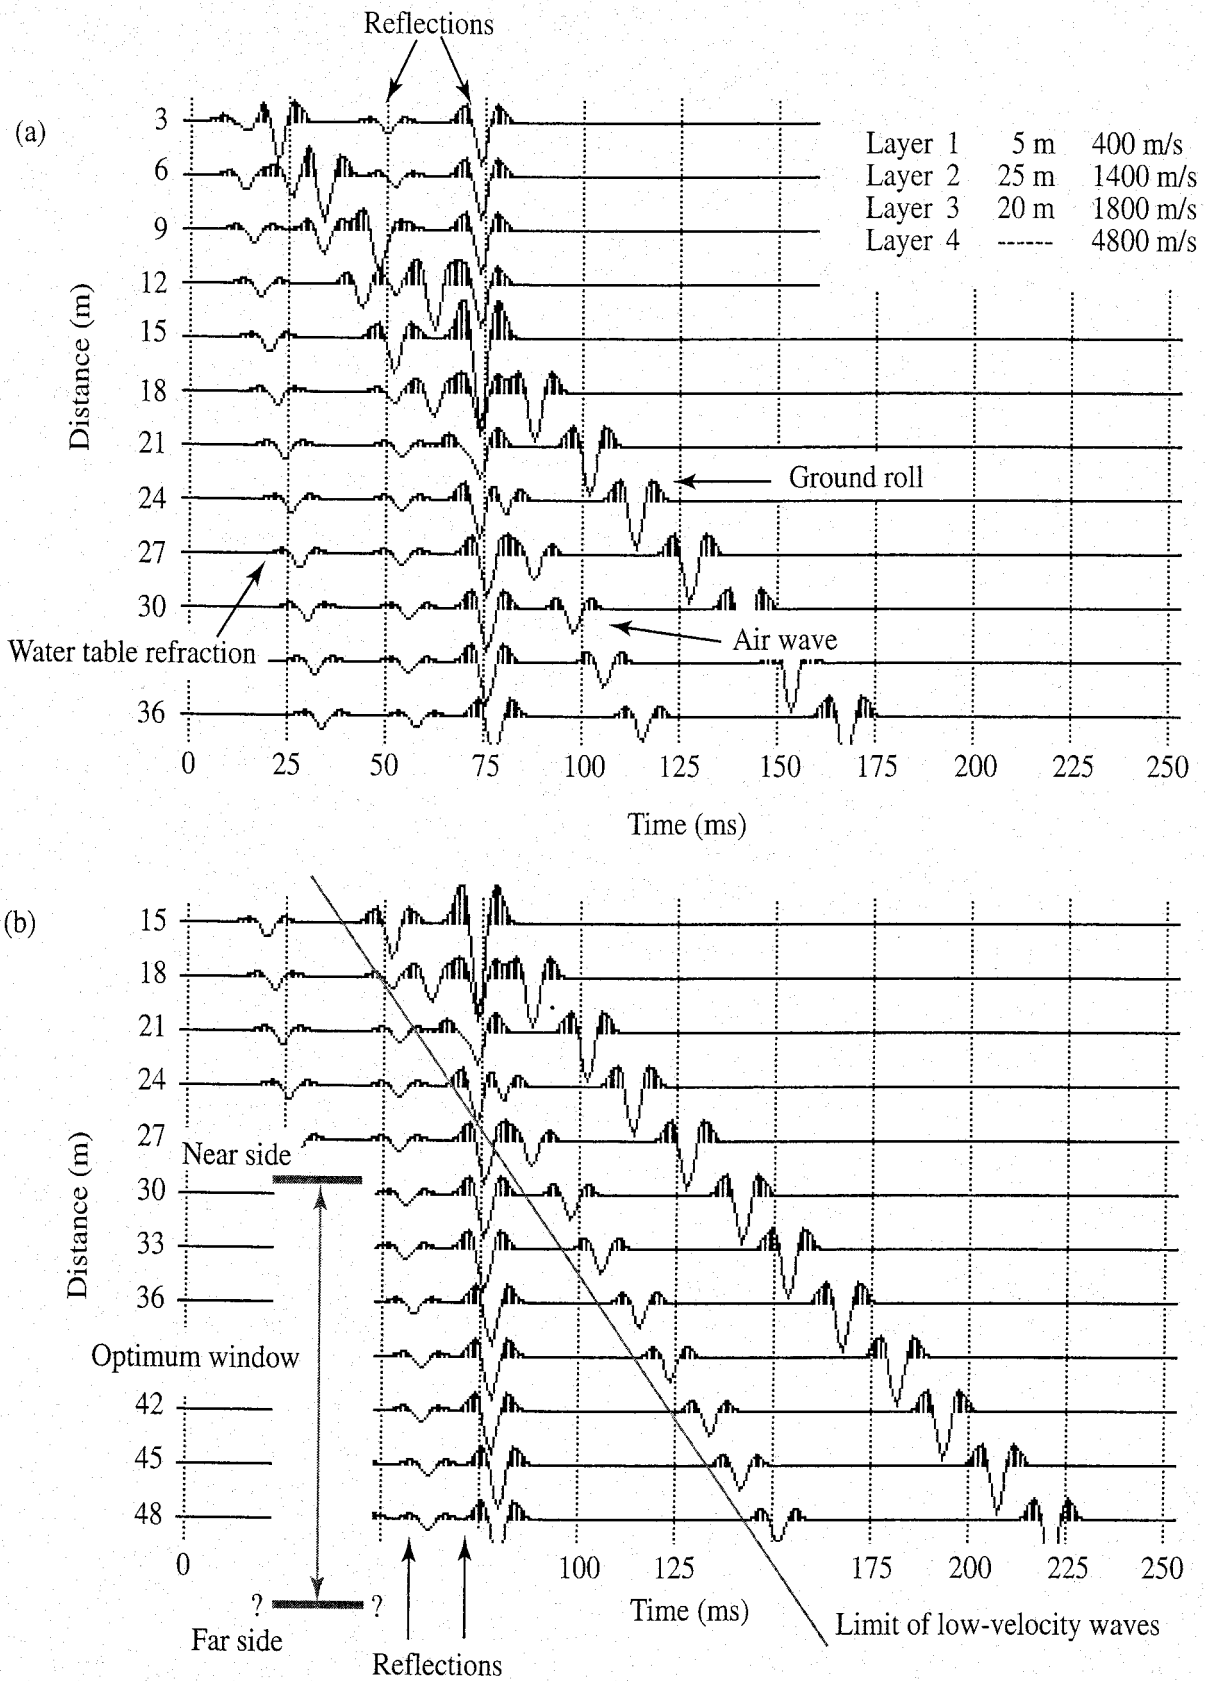 Reflections
(a)
Layer 1 5 m 400 m/s
Layer 2 25 m 1400 m/s
Layer 3 20 m 1800 m/s
Layer 4 ------ 4800 m/s
Distance (m)
3
6
9
12
15
18
21
24
27
30
36
Ground roll
Air wave
Water table refraction
0 25 50 75 100 125 150 175 200 225 250
Time (ms)
(b)
Distance (m)
15
18
21
24
27
Near side
30
33
36
Optimum window
42
45
48
0 100 125 175 200 225
Time (ms)
? ?
Far side
Limit of low-velocity waves
Reflections